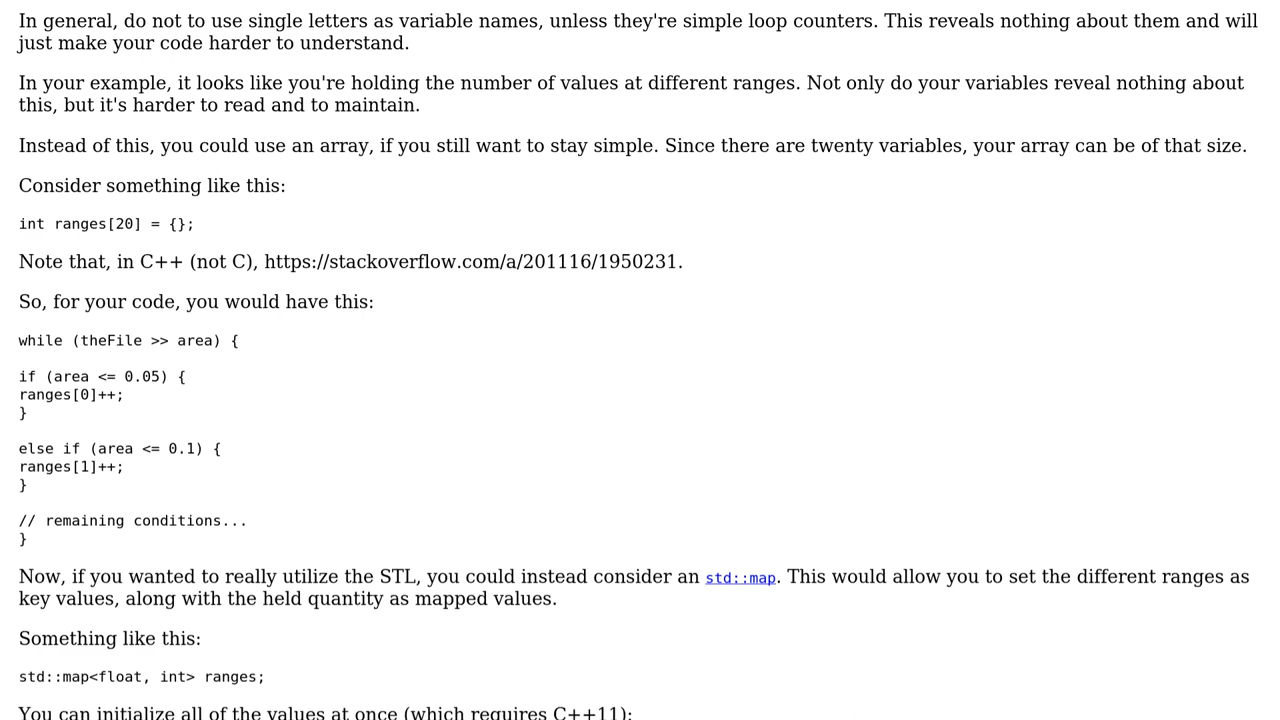 In general, do not to use single letters as variable names, unless they're simple loop counters. This reveals nothing about them and will
just make your code harder to understand.
In your example, it looks like you're holding the number of values at different ranges. Not only do your variables reveal nothing about
this, but it's harder to read and to maintain.
Instead of this, you could use an array, if you still want to stay simple. Since there are twenty variables, your array can be of that size.
Consider something like this:
int ranges[20] = {};
Note that, in C++ (not C), https://stackoverflow.com/a/201116/1950231.
So, for your code, you would have this:
while (theFile >> area) {
if (area <= 0.05) {
ranges[0]++;
}
else if (area <= 0.1) {
ranges[1]++;
}
// remaining conditions...
}
Now, if you wanted to really utilize the STL, you could instead consider an std::map. This would allow you to set the different ranges as
key values, along with the held quantity as mapped values.
Something like this:
std::map<float, int> ranges;
You can initialize all of the values at once (which requires C++11):